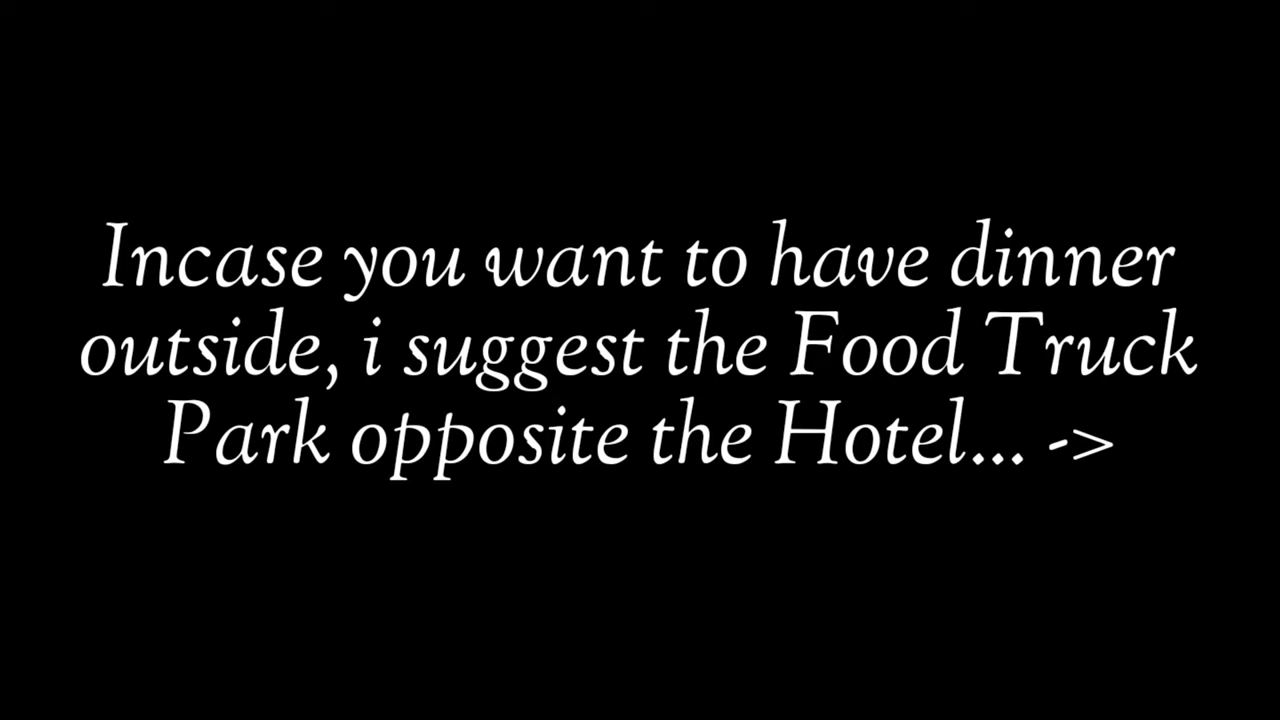 Incase you want to have dinner
outside, i suggest the Food Truck
Park opposite the Hotel... ->